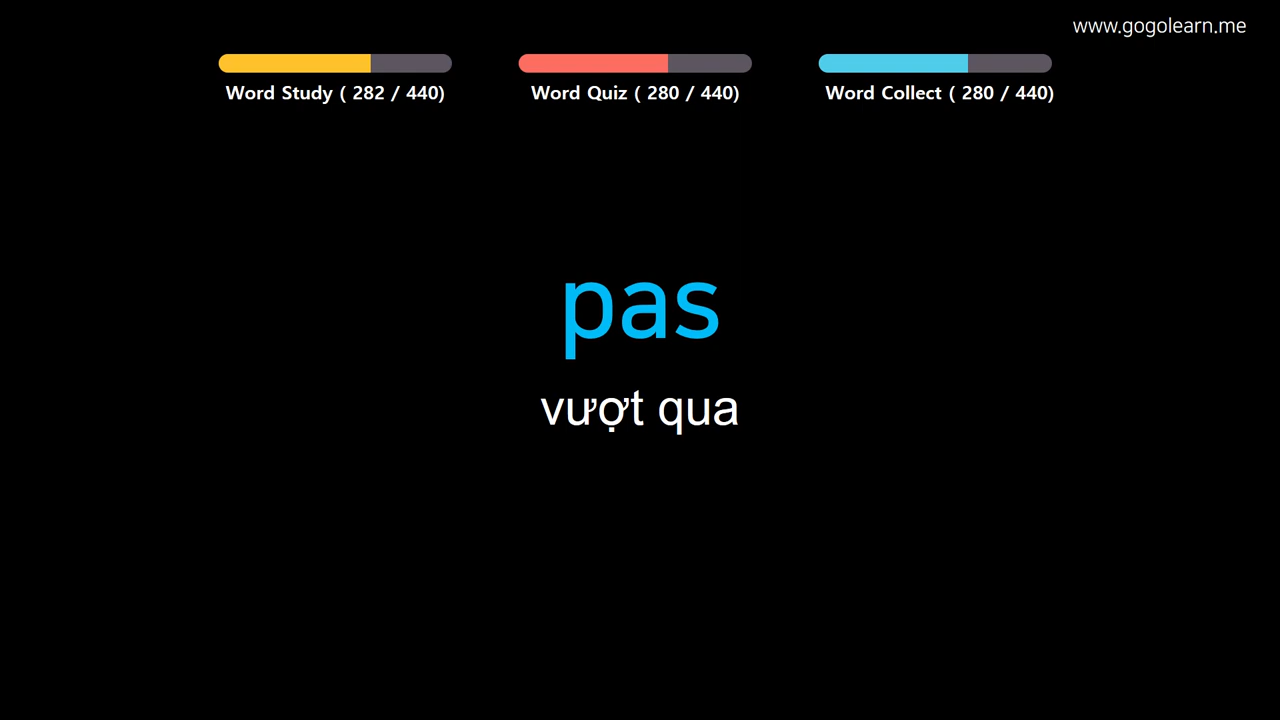 www.gogolearn.me
Word Study ( 282 / 440)
Word Quiz ( 280 / 440)
Word Collect ( 280 / 440)
pas
vượt qua